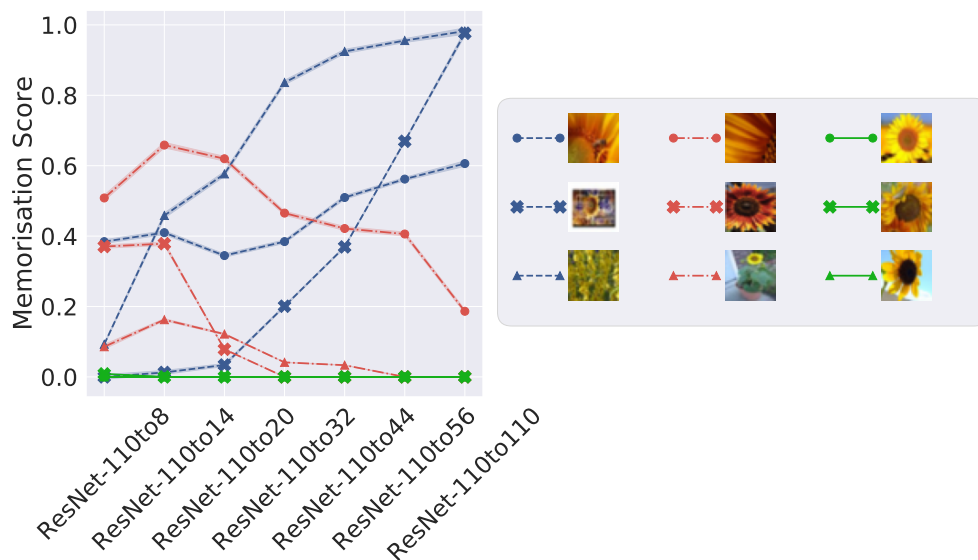 1.0
0.8
0.6
0.4
0.2
0.0
Memorisation Score
ResNet-110to8
ResNet-110to14
ResNet-110to20
ResNet-110to32
ResNet-110to44
ResNet-110to56
ResNet-110to110